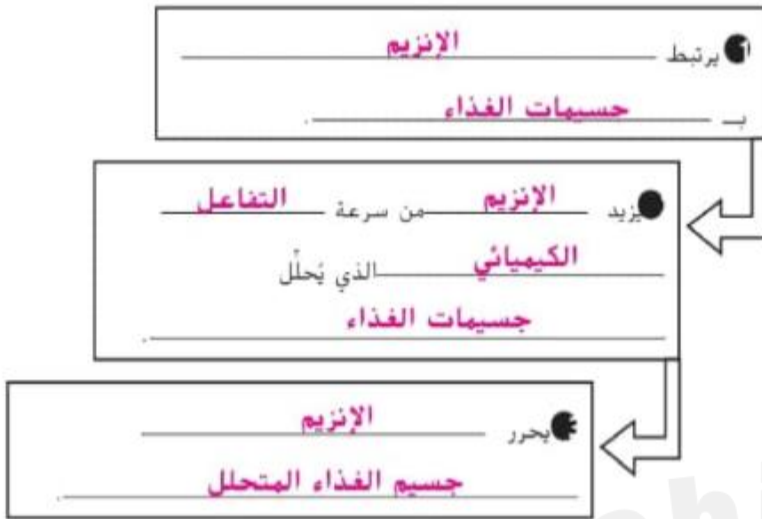 ١ يرتبط الإنزيم
بـ جسيمات الغذاء.
يزيد الإنزيم من سرعة التفاعل
الكيميائي الذي يُحلّل
جسيمات الغذاء.
يحرر الإنزيم
جسيم الغذاء المتحلل.